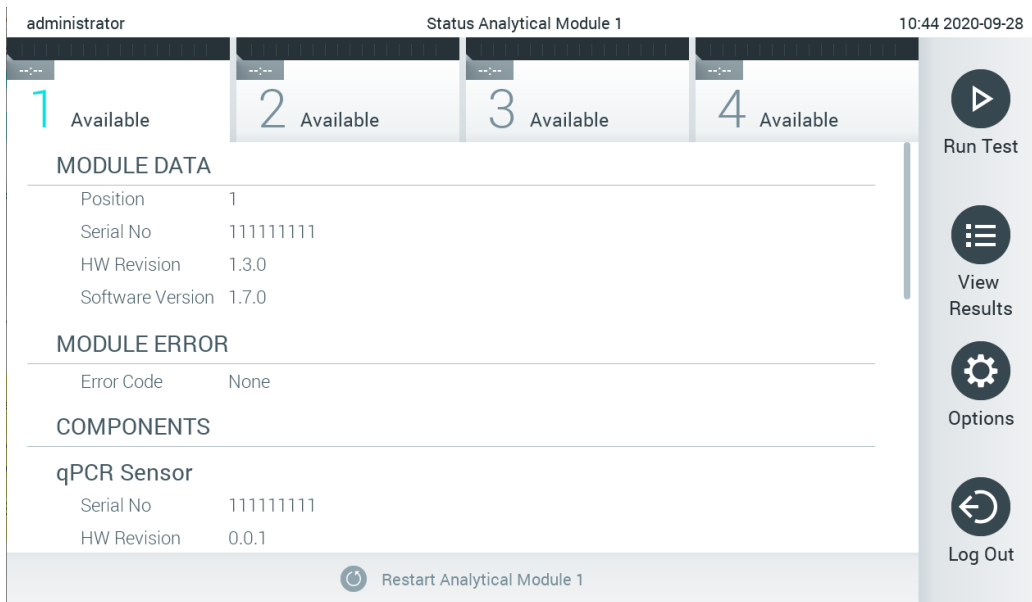 administrator Status Analytical Module 1 10:44 2020-09-28
--:-- --:-- --:-- --:--
1 Available 2 Available 3 Available 4 Available
Run Test
MODULE DATA
Position 1
Serial No 111111111
HW Revision 1.3.0
Software Version 1.7.0
View
Results
MODULE ERROR
Error Code None
Options
COMPONENTS
qPCR Sensor
Serial No 111111111
HW Revision 0.0.1
Log Out
Restart Analytical Module 1